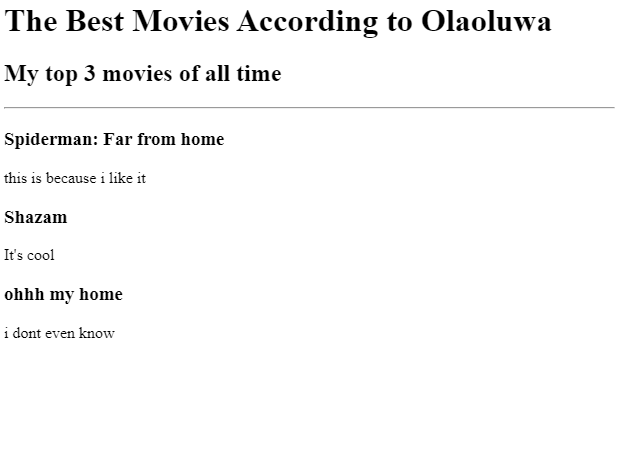 The Best Movies According to Olaoluwa
My top 3 movies of all time
Spiderman: Far from home
this is because i like it
Shazam
It's cool
ohhh my home
i dont even know